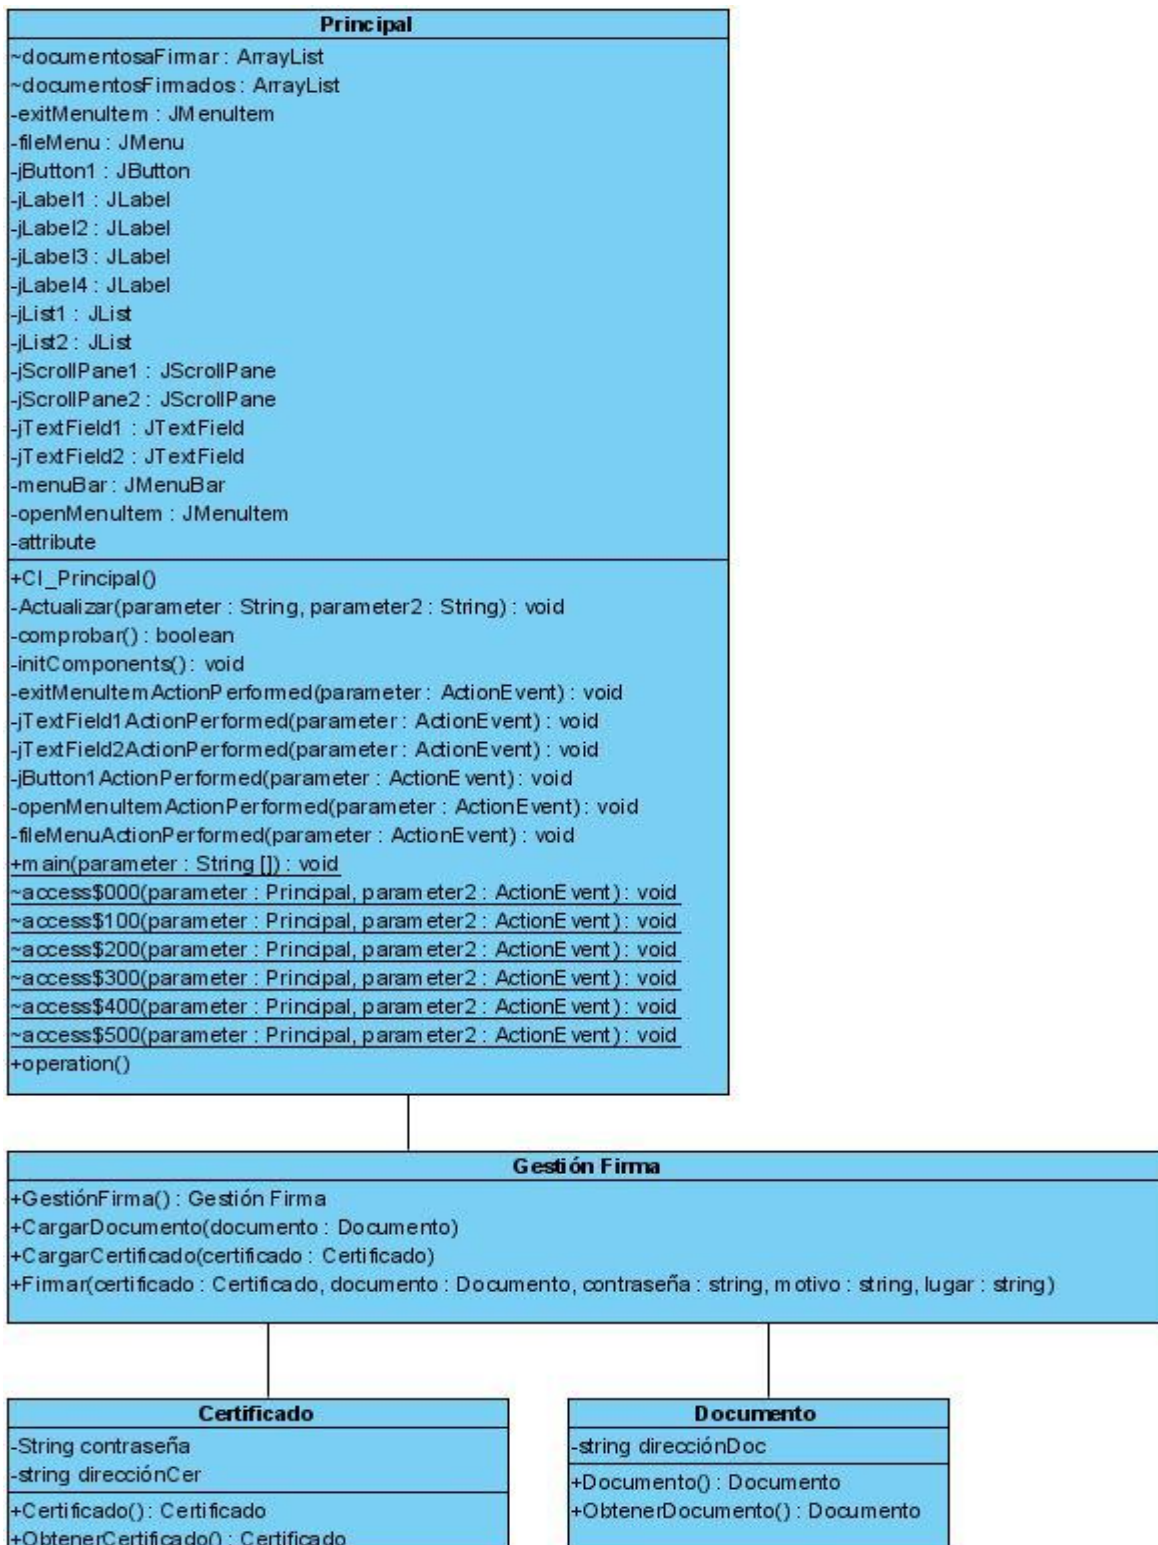 Principal
~documentosaFirmar : ArrayList
~documentosFirmados : ArrayList
-exitMenuItem : JMenuItem
-fileMenu : JMenu
-jButton1 : JButton
-jLabel1 : JLabel
-jLabel2 : JLabel
-jLabel3 : JLabel
-jLabel4 : JLabel
-jList1 : JList
-jList2 : JList
-jScrollPane1 : JScrollPane
-jScrollPane2 : JScrollPane
-jTextField1 : JTextField
-jTextField2 : JTextField
-menuBar : JMenuBar
-openMenuItem : JMenuItem
-attribute
+CI_Principal()
-Actualizar(parameter : String, parameter2 : String) : void
-comprobar() : boolean
-initComponents() : void
-exitMenuItemActionPerformed(parameter : ActionEvent) : void
-jTextField1ActionPerformed(parameter : ActionEvent) : void
-jTextField2ActionPerformed(parameter : ActionEvent) : void
-jButton1ActionPerformed(parameter : ActionEvent) : void
-openMenuItemActionPerformed(parameter : ActionEvent) : void
-fileMenuActionPerformed(parameter : ActionEvent) : void
+main(parameter : String []) : void
~access$000(parameter : Principal, parameter2 : ActionEvent) : void
~access$100(parameter : Principal, parameter2 : ActionEvent) : void
~access$200(parameter : Principal, parameter2 : ActionEvent) : void
~access$300(parameter : Principal, parameter2 : ActionEvent) : void
~access$400(parameter : Principal, parameter2 : ActionEvent) : void
~access$500(parameter : Principal, parameter2 : ActionEvent) : void
+operation()
Gestión Firma
+GestiónFirma() : Gestión Firma
+CargarDocumento(documento : Documento)
+CargarCertificado(certificado : Certificado)
+Firmar(certificado : Certificado, documento : Documento, contraseña : string, motivo : string, lugar : string)
Certificado
-String contraseña
-string direcciónCer
+Certificado() : Certificado
+ObtenerCertificado() : Certificado
Documento
-string direcciónDoc
+Documento() : Documento
+ObtenerDocumento() : Documento